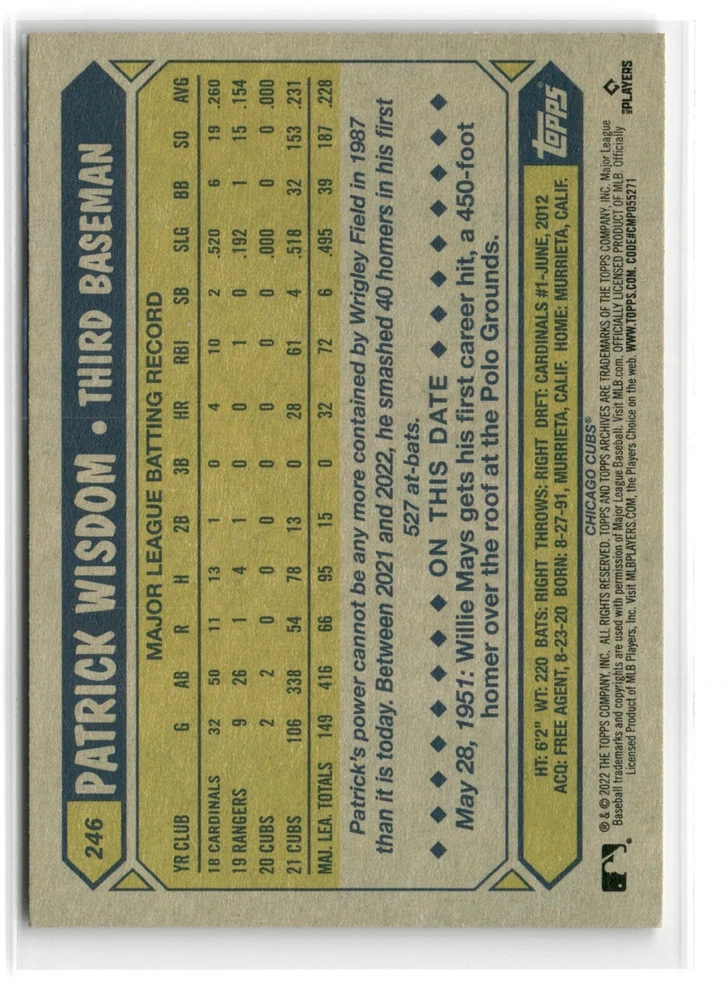 246
PATRICK WISDOM • THIRD BASEMAN
MAJOR LEAGUE BATTING RECORD
YR CLUB G AB R H 2B 3B HR RBI SB SLG BB SO AVG
18 CARDINALS 32 50 11 13 1 0 4 10 2 .520 6 19 .260
19 RANGERS 9 26 1 4 1 0 0 1 0 .192 1 15 .154
20 CUBS 2 2 0 0 0 0 0 0 0 .000 0 0 .000
21 CUBS 106 338 54 78 13 0 28 61 4 .518 32 153 .231
MAJ. LEA. TOTALS 149 416 66 95 15 0 32 72 6 .495 39 187 .228
Patrick's power cannot be any more contained by Wrigley Field in 1987
than it is today. Between 2021 and 2022, he smashed 40 homers in his first
527 at-bats.
◆ ◆ ◆ ◆ ◆ ◆ ON THIS DATE ◆ ◆ ◆ ◆ ◆ ◆
May 28, 1951: Willie Mays gets his first career hit, a 450-foot
homer over the roof at the Polo Grounds.
HT: 6'2" WT: 220 BATS: RIGHT THROWS: RIGHT DRFT: CARDINALS #1-JUNE, 2012
ACQ: FREE AGENT, 8-23-20 BORN: 8-27-91, MURRIETA, CALIF. HOME: MURRIETA, CALIF.
TOPPS
CHICAGO CUBS®
® & © 2022 THE TOPPS COMPANY, INC. ALL RIGHTS RESERVED. TOPPS AND TOPPS ARCHIVES ARE TRADEMARKS OF THE TOPPS COMPANY, INC. Major League
Baseball trademarks and copyrights are used with permission of Major League Baseball. Visit MLB.com. OFFICIALLY LICENSED PRODUCT OF MLB. Officially
Licensed Product of MLB Players, Inc. Visit MLBPLAYERS.COM, the Players Choice on the web. WWW.TOPPS.COM. CODE#CMP055271
MLBPLAYERS